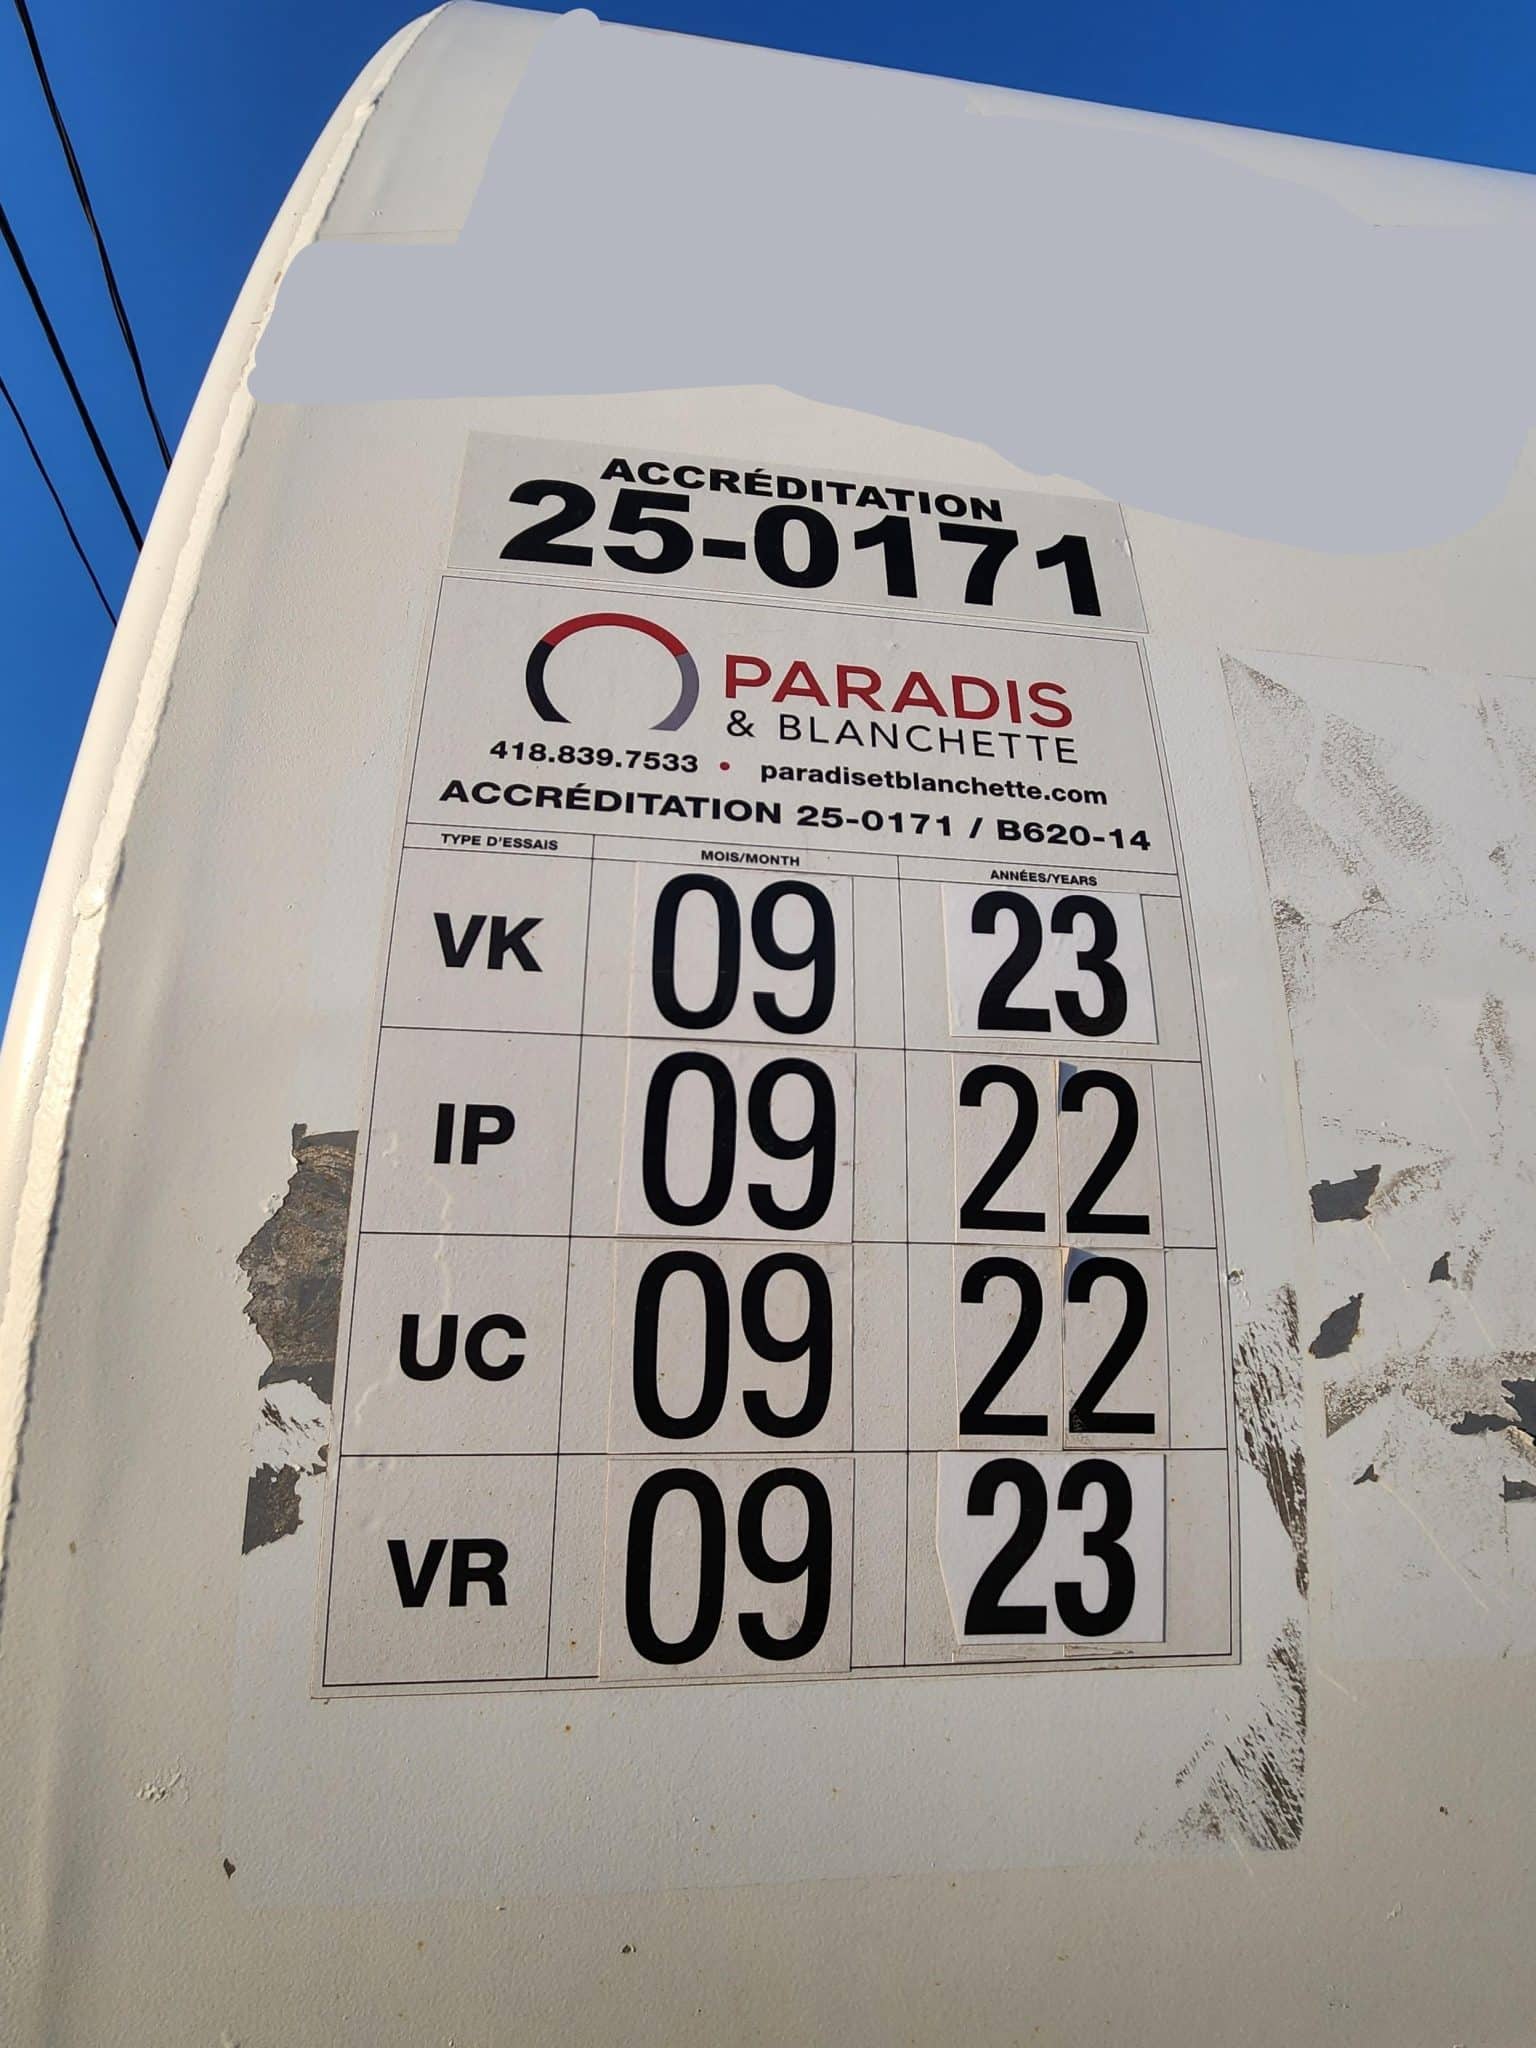 ACCRÉDITATION
25-0171
PARADIS
& BLANCHETTE
418.839.7533 • paradisetblanchette.com
ACCRÉDITATION 25-0171 / B620-14
TYPE D'ESSAIS MOIS/MONTH ANNÉES/YEARS
VK 09 23
IP 09 22
UC 09 22
VR 09 23